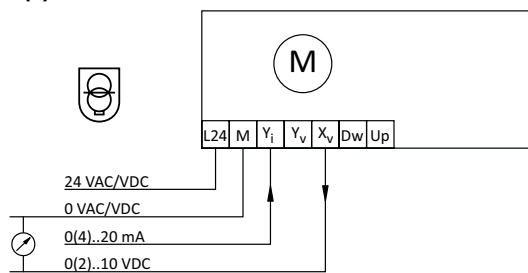 M
L24 M Yi Yv Xv Dw Up
24 VAC/VDC
0 VAC/VDC
0(4)..20 mA
0(2)..10 VDC